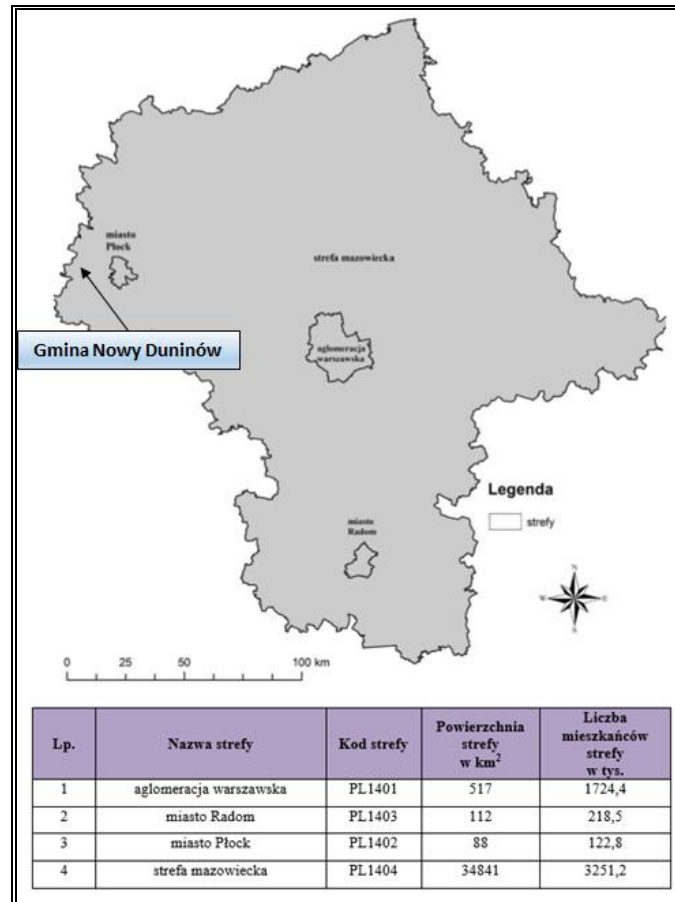 miasto
Płock
strefa mazowiecka
Gmina Nowy Duninów
aglomeracja
warszawska
Legenda
strefy
miasto
Radom
N
W E
S
0 25 50 100 km
Lp. Nazwa strefy Kod strefy Powierzchnia strefy w km² Liczba mieszkańców strefy w tys.
1 aglomeracja warszawska PL1401 517 1724,4
2 miasto Radom PL1403 112 218,5
3 miasto Płock PL1402 88 122,8
4 strefa mazowiecka PL1404 34841 3251,2